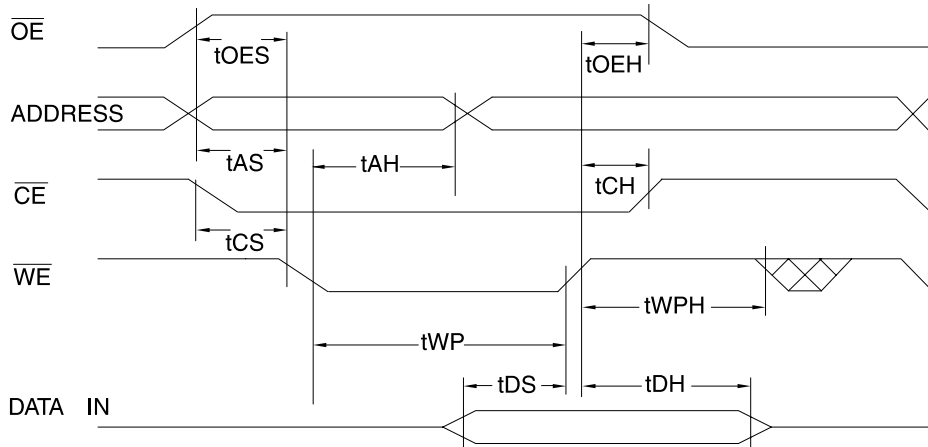 OE
tOES
tOEH
ADDRESS
tAS
tAH
tCH
CE
tCS
WE
tWPH
tWP
tDS
tDH
DATA IN